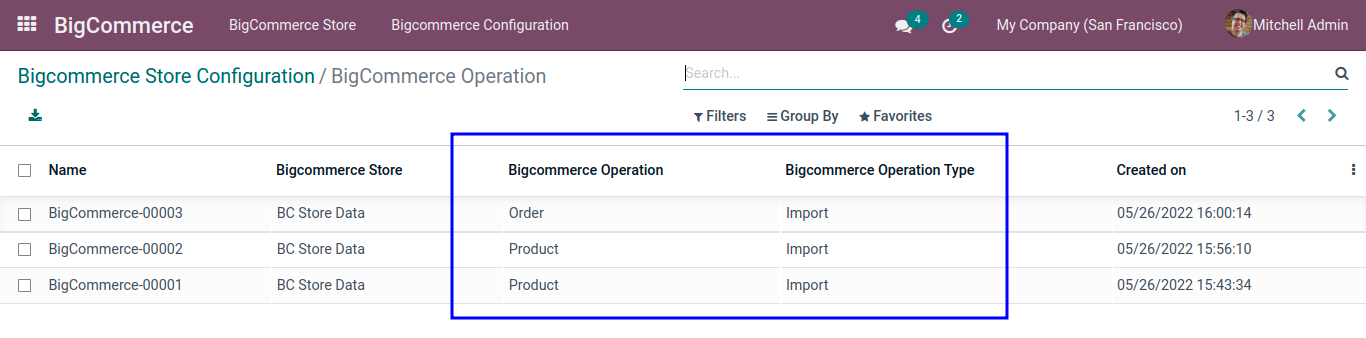 BigCommerce BigCommerce Store Bigcommerce Configuration 4 2 My Company (San Francisco) Mitchell Admin
Bigcommerce Store Configuration / BigCommerce Operation Search...
Filters Group By Favorites 1-3 / 3
Name Bigcommerce Store Bigcommerce Operation Bigcommerce Operation Type Created on
BigCommerce-00003 BC Store Data Order Import 05/26/2022 16:00:14
BigCommerce-00002 BC Store Data Product Import 05/26/2022 15:56:10
BigCommerce-00001 BC Store Data Product Import 05/26/2022 15:43:34